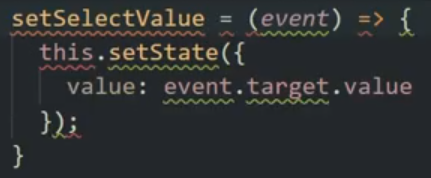 setSelectValue = (event) => {
  this.setState({
    value: event.target.value
  });
}